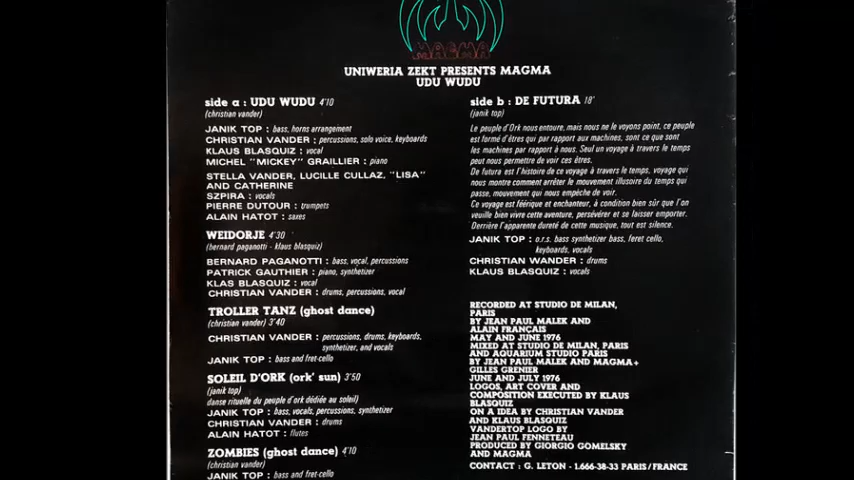 MAGMA
UNIWERIA ZEKT PRESENTS MAGMA
UDU WUDU
side a : UDU WUDU 4'10
(christian vander)
JANIK TOP : bass, horns arrangement
CHRISTIAN VANDER : percussions, solo voice, keyboards
KLAUS BLASQUIZ : vocal
MICHEL "MICKEY" GRAILLIER : piano
STELLA VANDER, LUCILLE CULLAZ, "LISA"
AND CATHERINE
SZPIRA : vocals
PIERRE DUTOUR : trumpets
ALAIN HATOT : saxes
WEIDORJE 4'30
(bernard paganotti - klaus blasquiz)
BERNARD PAGANOTTI : bass, vocal, percussions
PATRICK GAUTHIER : piano, synthetizer
KLAS BLASQUIZ : vocal
CHRISTIAN VANDER : drums, percussions, vocal
TROLLER TANZ (ghost dance)
(christian vander) 3'40
CHRISTIAN VANDER : percussions, drums, keyboards,
synthetizer, and vocals
JANIK TOP : bass and fret-cello
SOLEIL D'ORK (ork' sun) 3'50
(janik top)
danse rituelle du peuple d'ork dédiée au soleil)
JANIK TOP : bass, vocals, percussions, synthetizer
CHRISTIAN VANDER : drums
ALAIN HATOT : flutes
ZOMBIES (ghost dance) 4'10
(christian vander)
JANIK TOP : bass and fret-cello
side b : DE FUTURA 18'
(janik top)
Le peuple d'Ork nous entoure, mais nous ne le voyons point, ce peuple
est formé d'êtres qui par rapport aux machines, sont ce que sont
les machines par rapport à nous. Seul un voyage à travers le temps
peut nous permettre de voir ces êtres.
De futura est l'histoire de ce voyage à travers le temps, voyage qui
nous montre comment arrêter le mouvement illusoire du temps qui
passe, mouvement qui nous empêche de voir.
Ce voyage est féérique et enchanteur, à condition bien sûr que l'on
veuille bien vivre cette aventure, persévérer et se laisser emporter.
Derrière l'apparente dureté de cette musique, tout est silence.
JANIK TOP : o.r.s. bass synthetizer bass, feret cello,
keyboards, vocals
CHRISTIAN WANDER : drums
KLAUS BLASQUIZ : vocals
RECORDED AT STUDIO DE MILAN,
PARIS
BY JEAN PAUL MALEK AND
ALAIN FRANÇAIS
MAY AND JUNE 1976
MIXED AT STUDIO DE MILAN, PARIS
AND AQUARIUM STUDIO PARIS
BY JEAN PAUL MALEK AND MAGMA +
GILLES GRENIER
JUNE AND JULY 1976
LOGOS, ART COVER AND
COMPOSITION EXECUTED BY KLAUS
BLASQUIZ
ON A IDEA BY CHRISTIAN VANDER
AND KLAUS BLASQUIZ
VANDERTOP LOGO BY
JEAN PAUL FENNETEAU
PRODUCED BY GIORGIO GOMELSKY
AND MAGMA
CONTACT : G. LETON - 1.666-38-33 PARIS / FRANCE